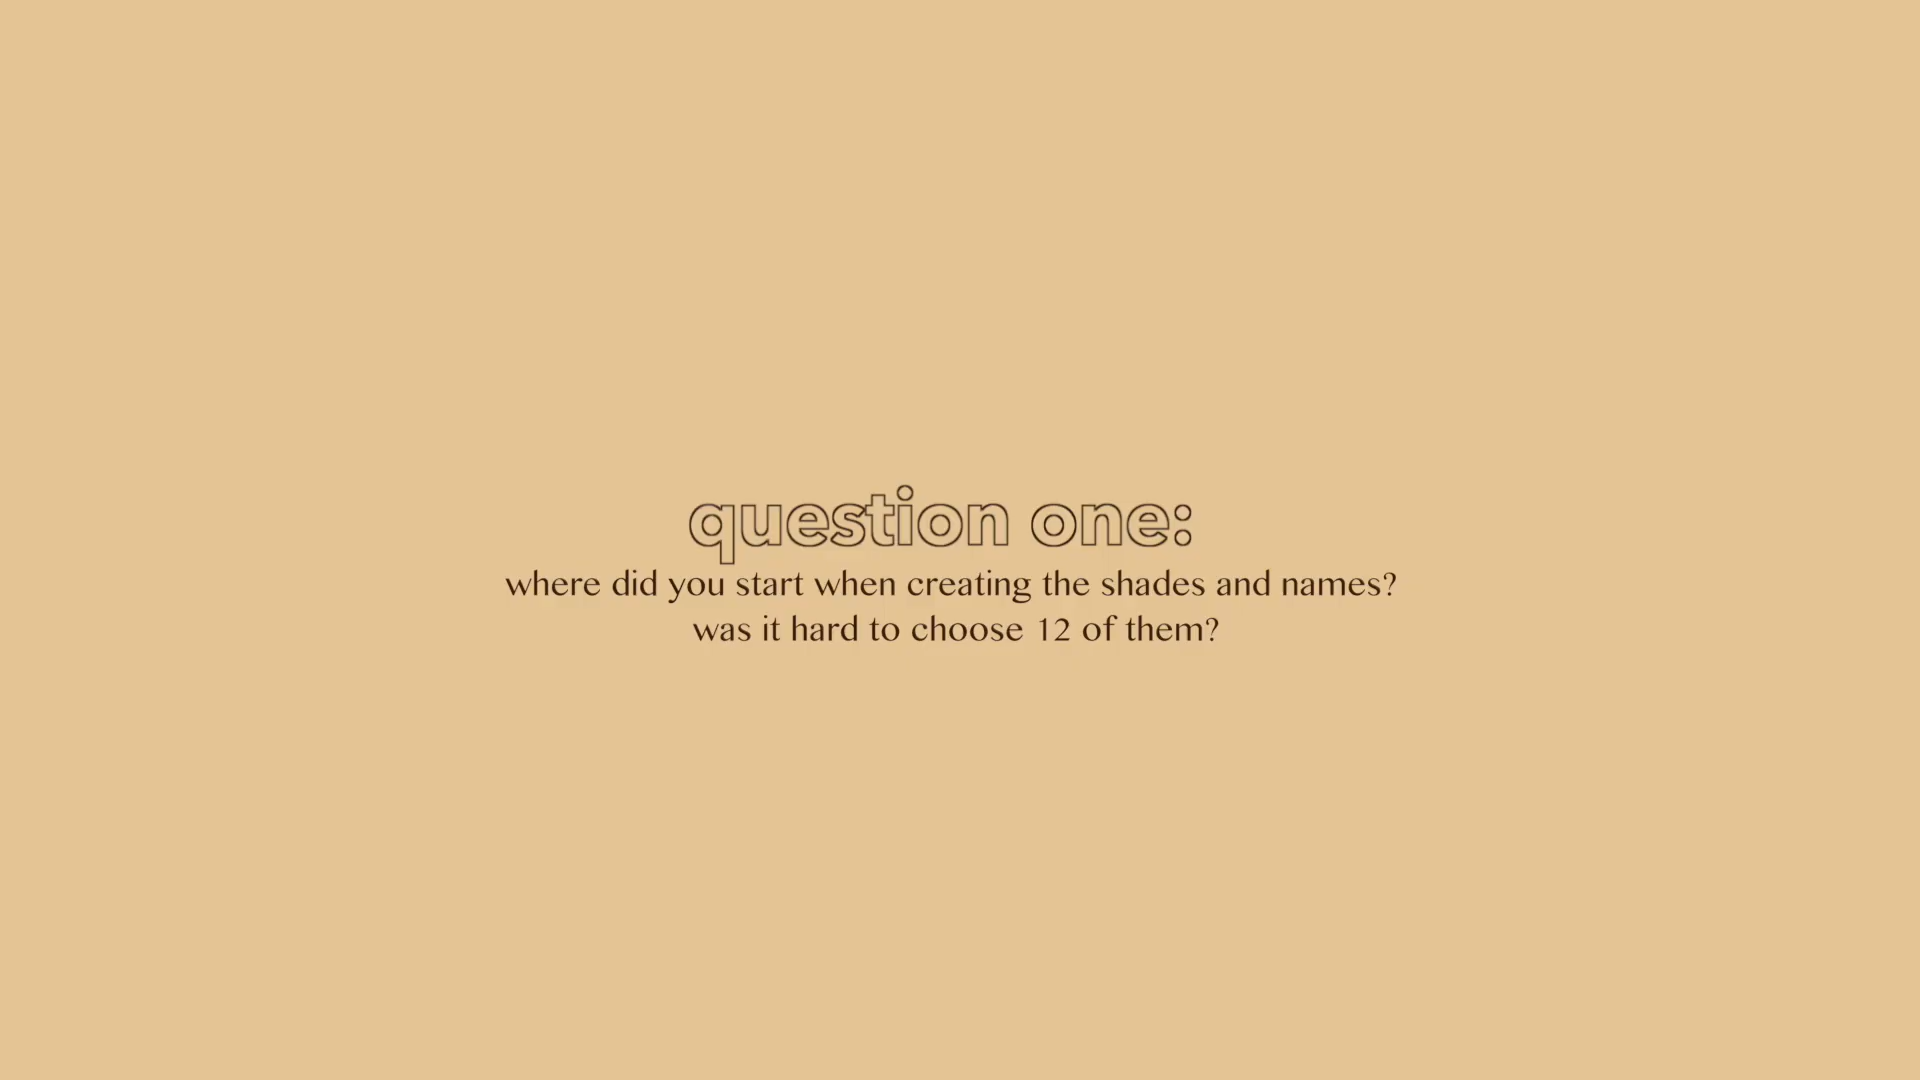 question one:
where did you start when creating the shades and names?
was it hard to choose 12 of them?